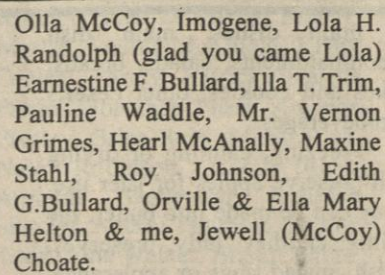 Olla McCoy, Imogene, Lola H.
Randolph (glad you came Lola)
Earnestine F. Bullard, Illa T. Trim,
Pauline Waddle, Mr. Vernon
Grimes, Hearl McAnally, Maxine
Stahl, Roy Johnson, Edith
G.Bullard, Orville & Ella Mary
Helton & me, Jewell (McCoy)
Choate.